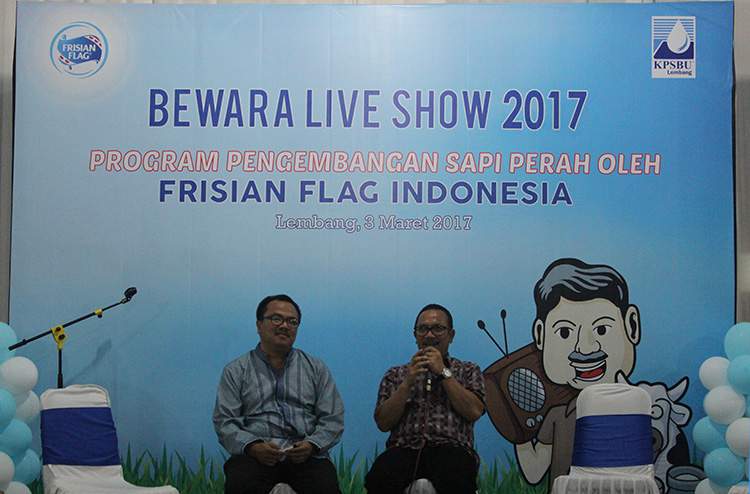 FRISIAN
FLAG
KPSBU
Lembang
BEWARA LIVE SHOW 2017
PROGRAM PENGEMBANGAN SAPI PERAH OLEH
FRISIAN FLAG INDONESIA
Lembang, 3 Maret 2017